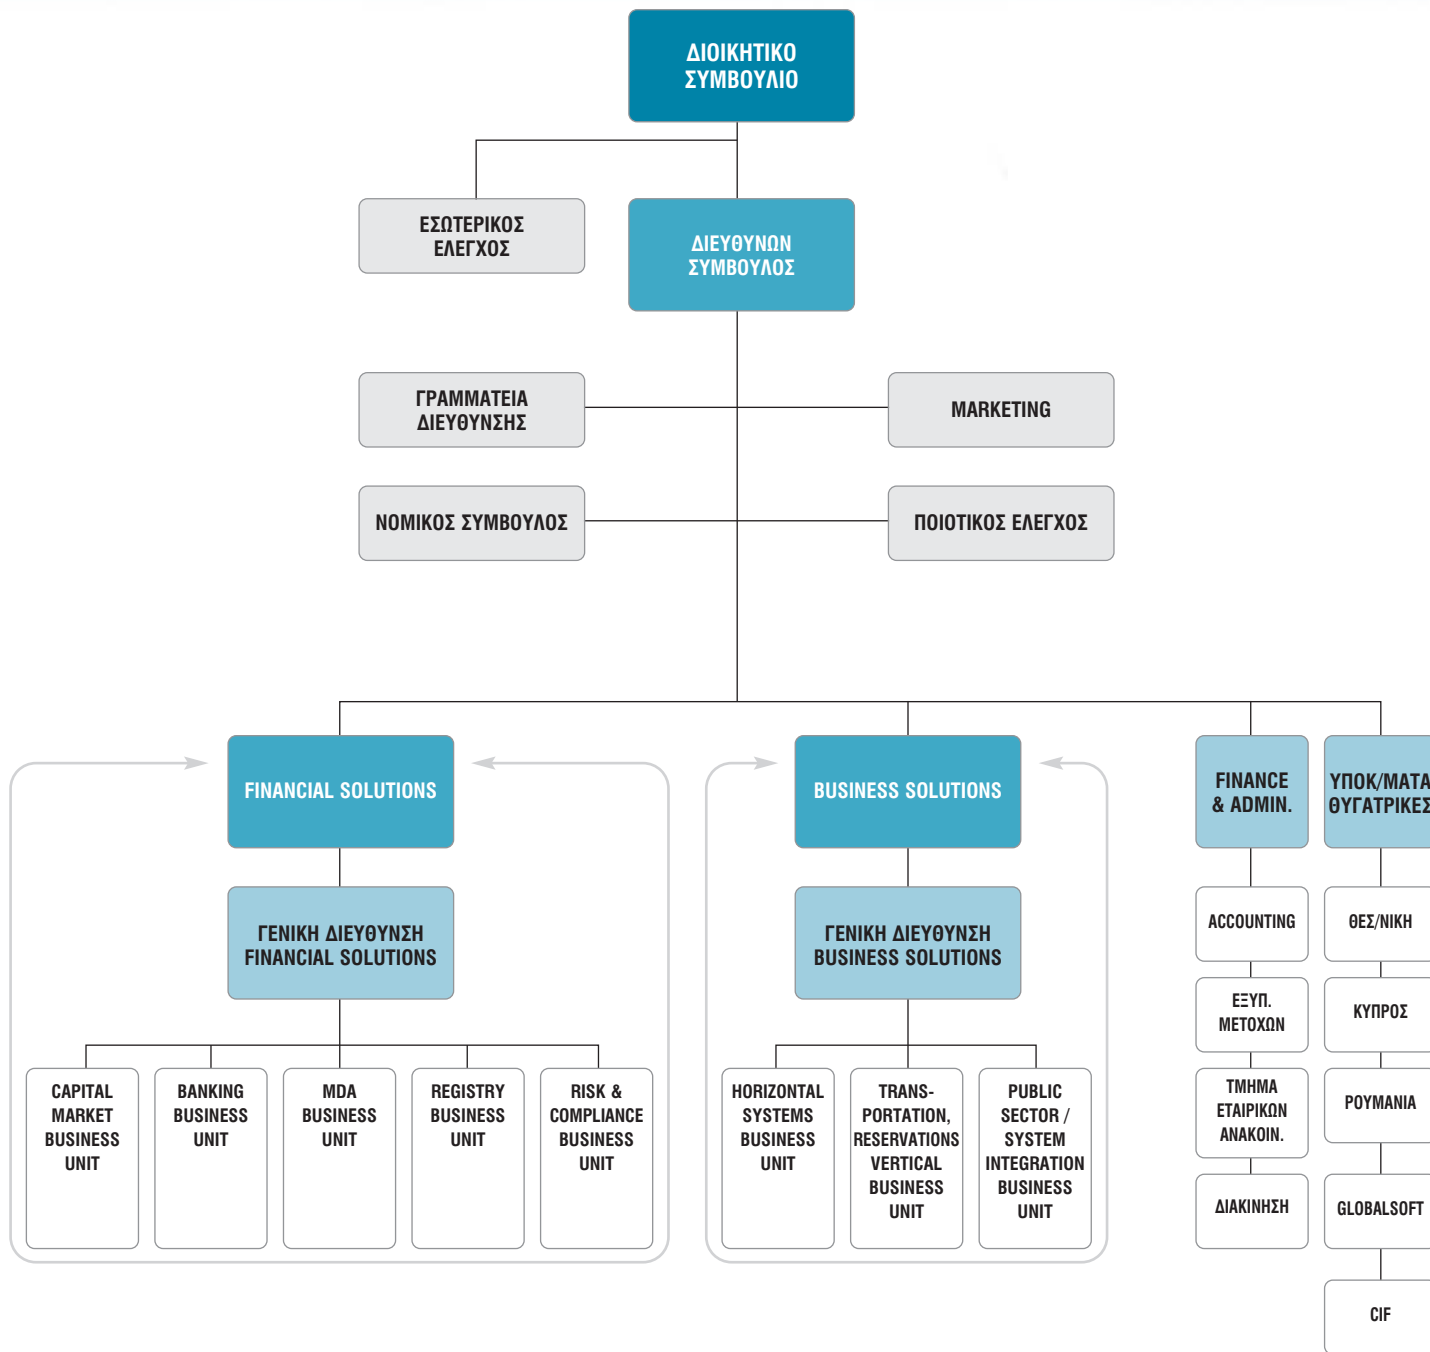 ΔΙΟΙΚΗΤΙΚΟ
ΣΥΜΒΟΥΛΙΟ
ΕΣΩΤΕΡΙΚΟΣ
ΕΛΕΓΧΟΣ
ΔΙΕΥΘΥΝΩΝ
ΣΥΜΒΟΥΛΟΣ
ΓΡΑΜΜΑΤΕΙΑ
ΔΙΕΥΘΥΝΣΗΣ
MARKETING
ΝΟΜΙΚΟΣ ΣΥΜΒΟΥΛΟΣ
ΠΟΙΟΤΙΚΟΣ ΕΛΕΓΧΟΣ
FINANCIAL SOLUTIONS
BUSINESS SOLUTIONS
FINANCE
& ADMIN.
ΥΠΟΚ/ΜΑΤΑ
ΘΥΓΑΤΡΙΚΕΣ
ΓΕΝΙΚΗ ΔΙΕΥΘΥΝΣΗ
FINANCIAL SOLUTIONS
ΓΕΝΙΚΗ ΔΙΕΥΘΥΝΣΗ
BUSINESS SOLUTIONS
ACCOUNTING
ΘΕΣ/ΝΙΚΗ
ΕΞΥΠ.
ΜΕΤΟΧΩΝ
ΚΥΠΡΟΣ
CAPITAL
MARKET
BUSINESS
UNIT
BANKING
BUSINESS
UNIT
MDA
BUSINESS
UNIT
REGISTRY
BUSINESS
UNIT
RISK &
COMPLIANCE
BUSINESS
UNIT
HORIZONTAL
SYSTEMS
BUSINESS
UNIT
TRANS-
PORTATION,
RESERVATIONS
VERTICAL
BUSINESS
UNIT
PUBLIC
SECTOR /
SYSTEM
INTEGRATION
BUSINESS
UNIT
ΤΜΗΜΑ
ΕΤΑΙΡΙΚΩΝ
ΑΝΑΚΟΙΝ.
ΡΟΥΜΑΝΙΑ
ΔΙΑΚΙΝΗΣΗ
GLOBALSOFT
CIF